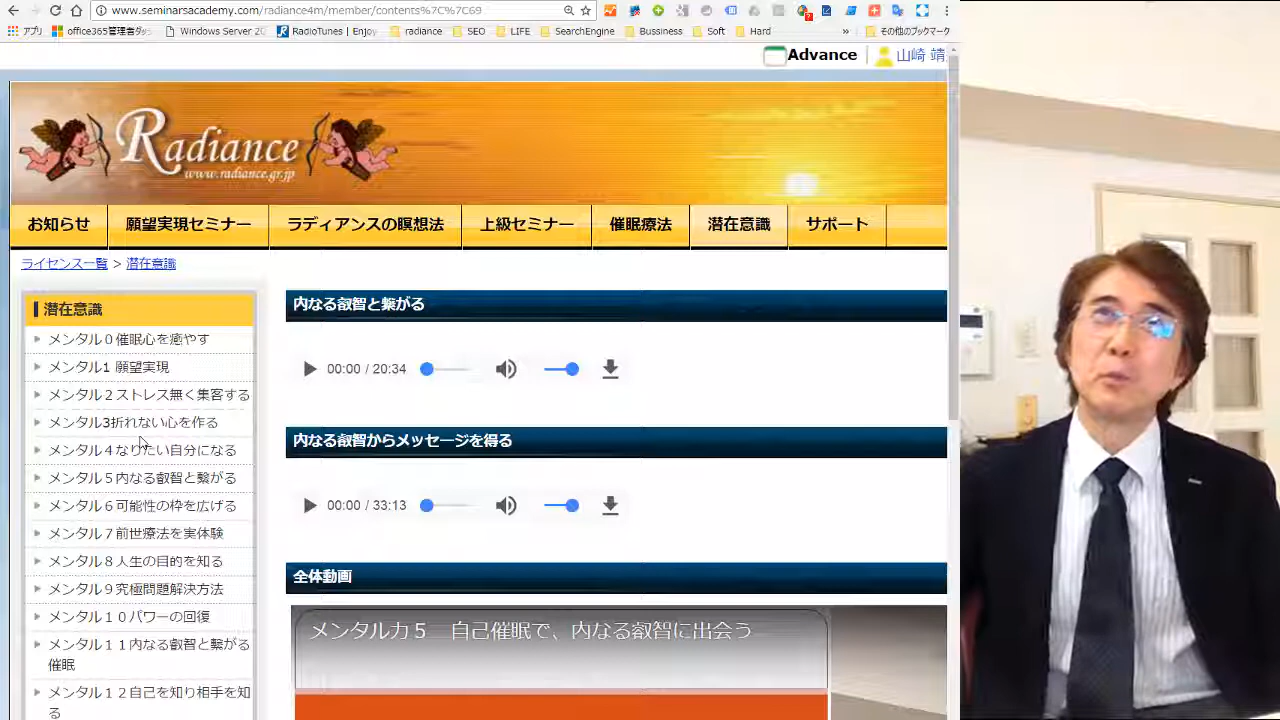 www.seminarsacademy.com/radiance4m/member/contents%7C%7C69
アプリ office365管理者ダッ Windows Server 20 RadioTunes | Enjoy radiance SEO LIFE SearchEngine Bussiness Soft Hard » その他のブックマーク
Advance
山崎 靖
Radiance
www.radiance.gr.jp
お知らせ 願望実現セミナー ラディアンスの瞑想法 上級セミナー 催眠療法 潜在意識 サポート
ライセンス一覧 > 潜在意識
潜在意識
メンタル０催眠心を癒やす
メンタル1 願望実現
メンタル２ストレス無く集客する
メンタル3折れない心を作る
メンタル４なりたい自分になる
メンタル５内なる叡智と繋がる
メンタル６可能性の枠を広げる
メンタル７前世療法を実体験
メンタル８人生の目的を知る
メンタル９究極問題解決方法
メンタル１０パワーの回復
メンタル１１内なる叡智と繋がる
催眠
メンタル１２自己を知り相手を知
る
内なる叡智と繋がる
00:00 / 20:34
内なる叡智からメッセージを得る
00:00 / 33:13
全体動画
メンタル力５　自己催眠で、内なる叡智に出会う